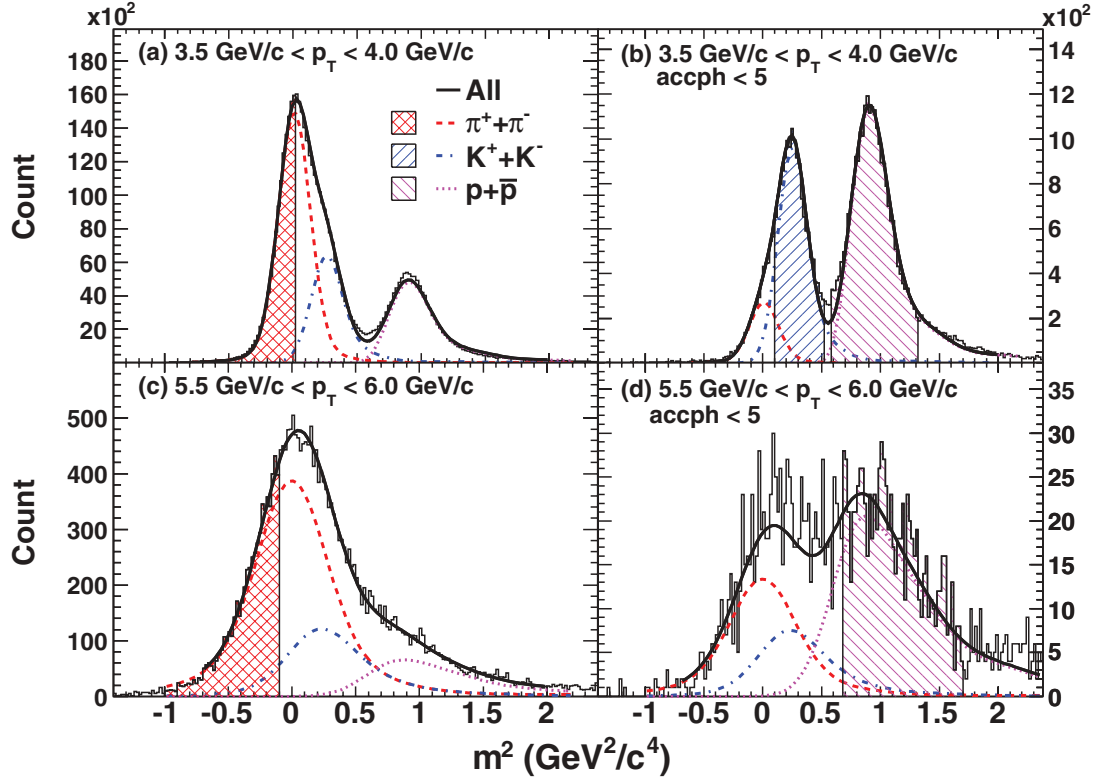 ×10²
×10²
(a) 3.5 GeV/c < p_T < 4.0 GeV/c
(b) 3.5 GeV/c < p_T < 4.0 GeV/c
accph < 5
All
π⁺+π⁻
K⁺+K⁻
p+p̅
180
160
140
120
100
80
60
40
20
Count
14
12
10
8
6
4
2
(c) 5.5 GeV/c < p_T < 6.0 GeV/c
(d) 5.5 GeV/c < p_T < 6.0 GeV/c
accph < 5
500
400
300
200
100
0
Count
35
30
25
20
15
10
5
0
-1 -0.5 0 0.5 1 1.5 2
-1 -0.5 0 0.5 1 1.5 2
m² (GeV²/c⁴)